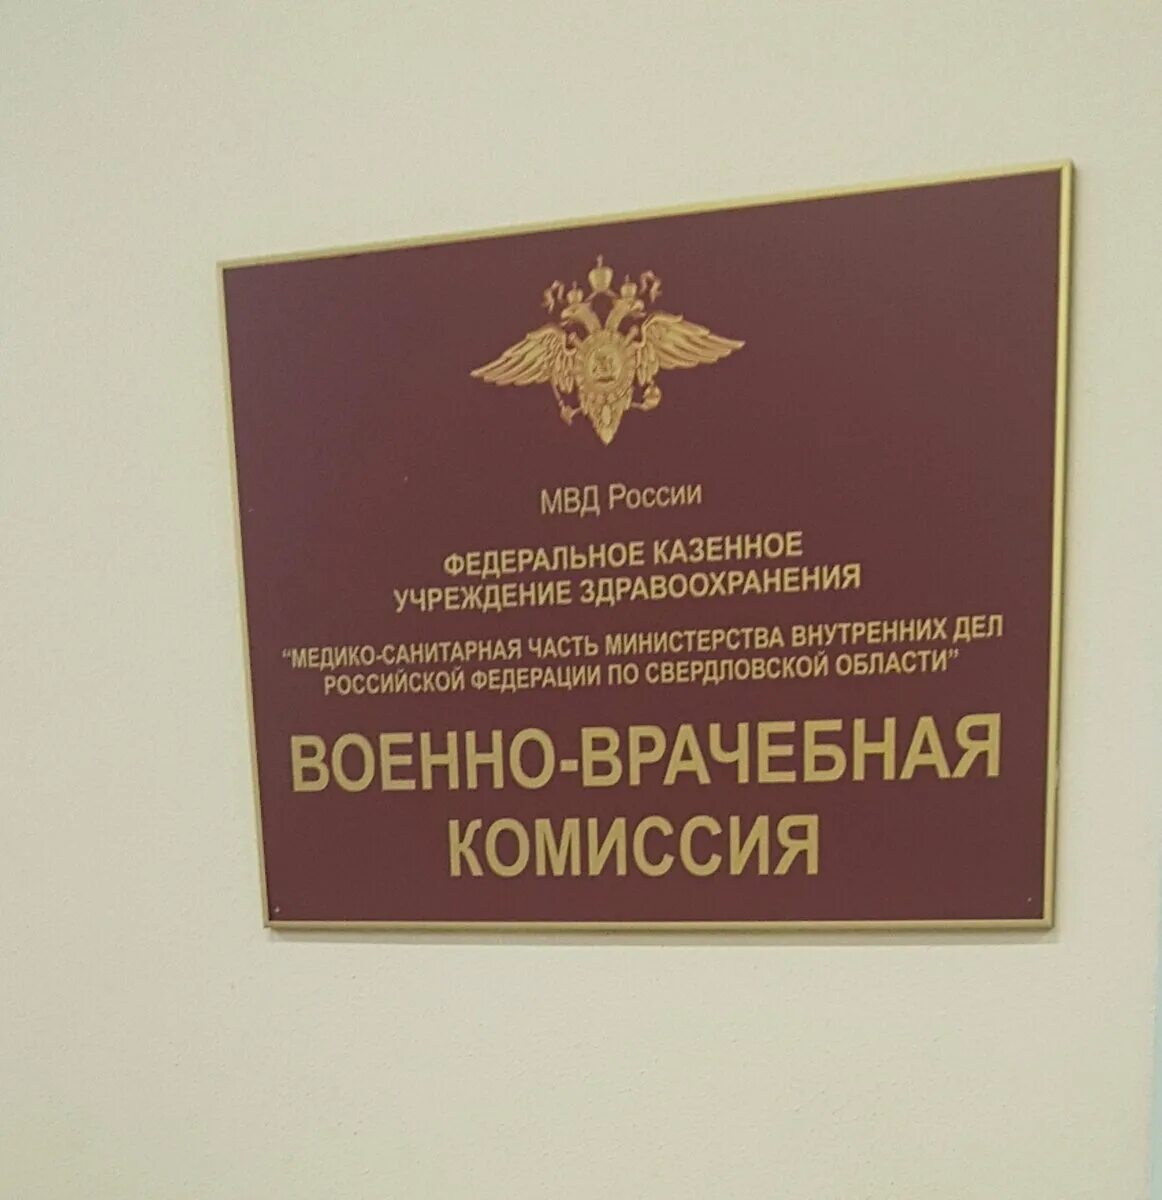 МВД России
ФЕДЕРАЛЬНОЕ КАЗЕННОЕ
УЧРЕЖДЕНИЕ ЗДРАВООХРАНЕНИЯ
“МЕДИКО-САНИТАРНАЯ ЧАСТЬ МИНИСТЕРСТВА ВНУТРЕННИХ ДЕЛ
РОССИЙСКОЙ ФЕДЕРАЦИИ ПО СВЕРДЛОВСКОЙ ОБЛАСТИ”
ВОЕННО-ВРАЧЕБНАЯ
КОМИССИЯ